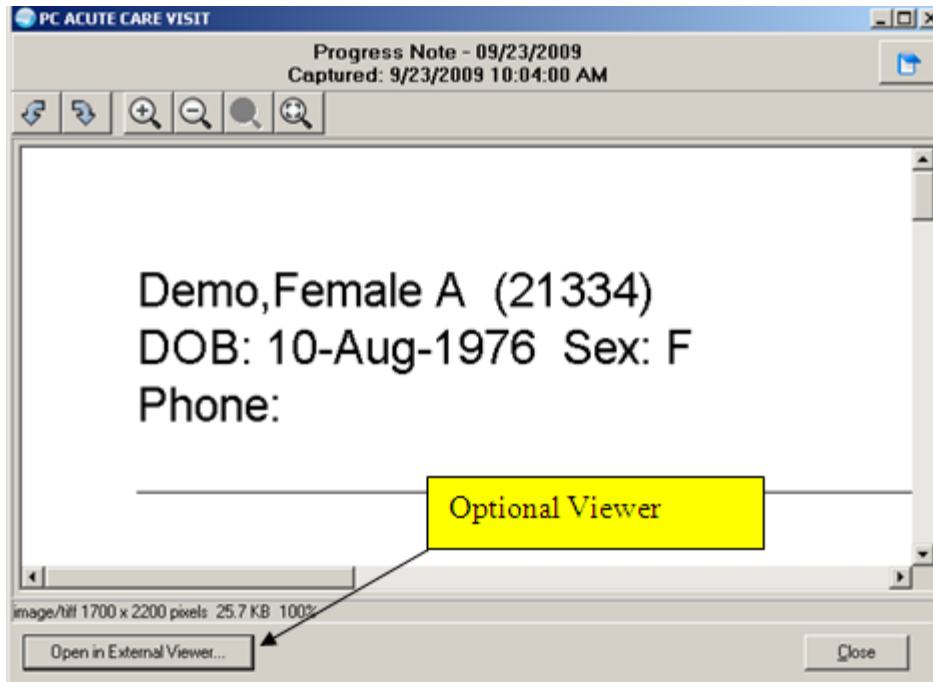 PC ACUTE CARE VISIT
Progress Note - 09/23/2009
Captured: 9/23/2009 10:04:00 AM
Demo,Female A (21334)
DOB: 10-Aug-1976 Sex: F
Phone:
Optional Viewer
image/tiff 1700 x 2200 pixels 25.7 KB 100%
Open in External Viewer...
Close